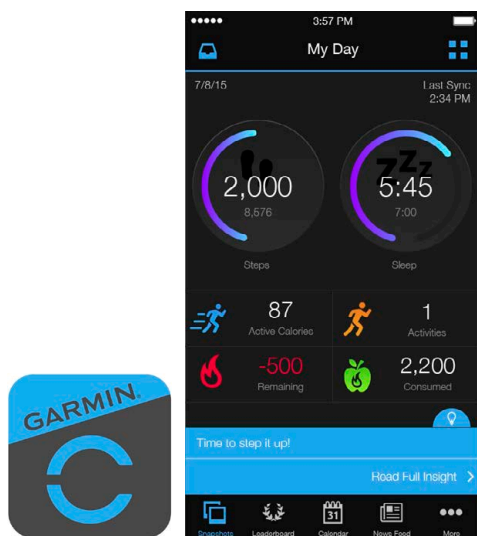 3:57 PM
My Day
7/8/15
Last Sync
2:34 PM
zzz
2,000
8,576
Steps
5:45
7:00
Sleep
87
Active Calories
1
Activities
-500
Remaining
2,200
Consumed
GARMIN.
Time to step it up!
Read Full Insight
31
Snapshots
Leaderboard
Calendar
News Feed
More